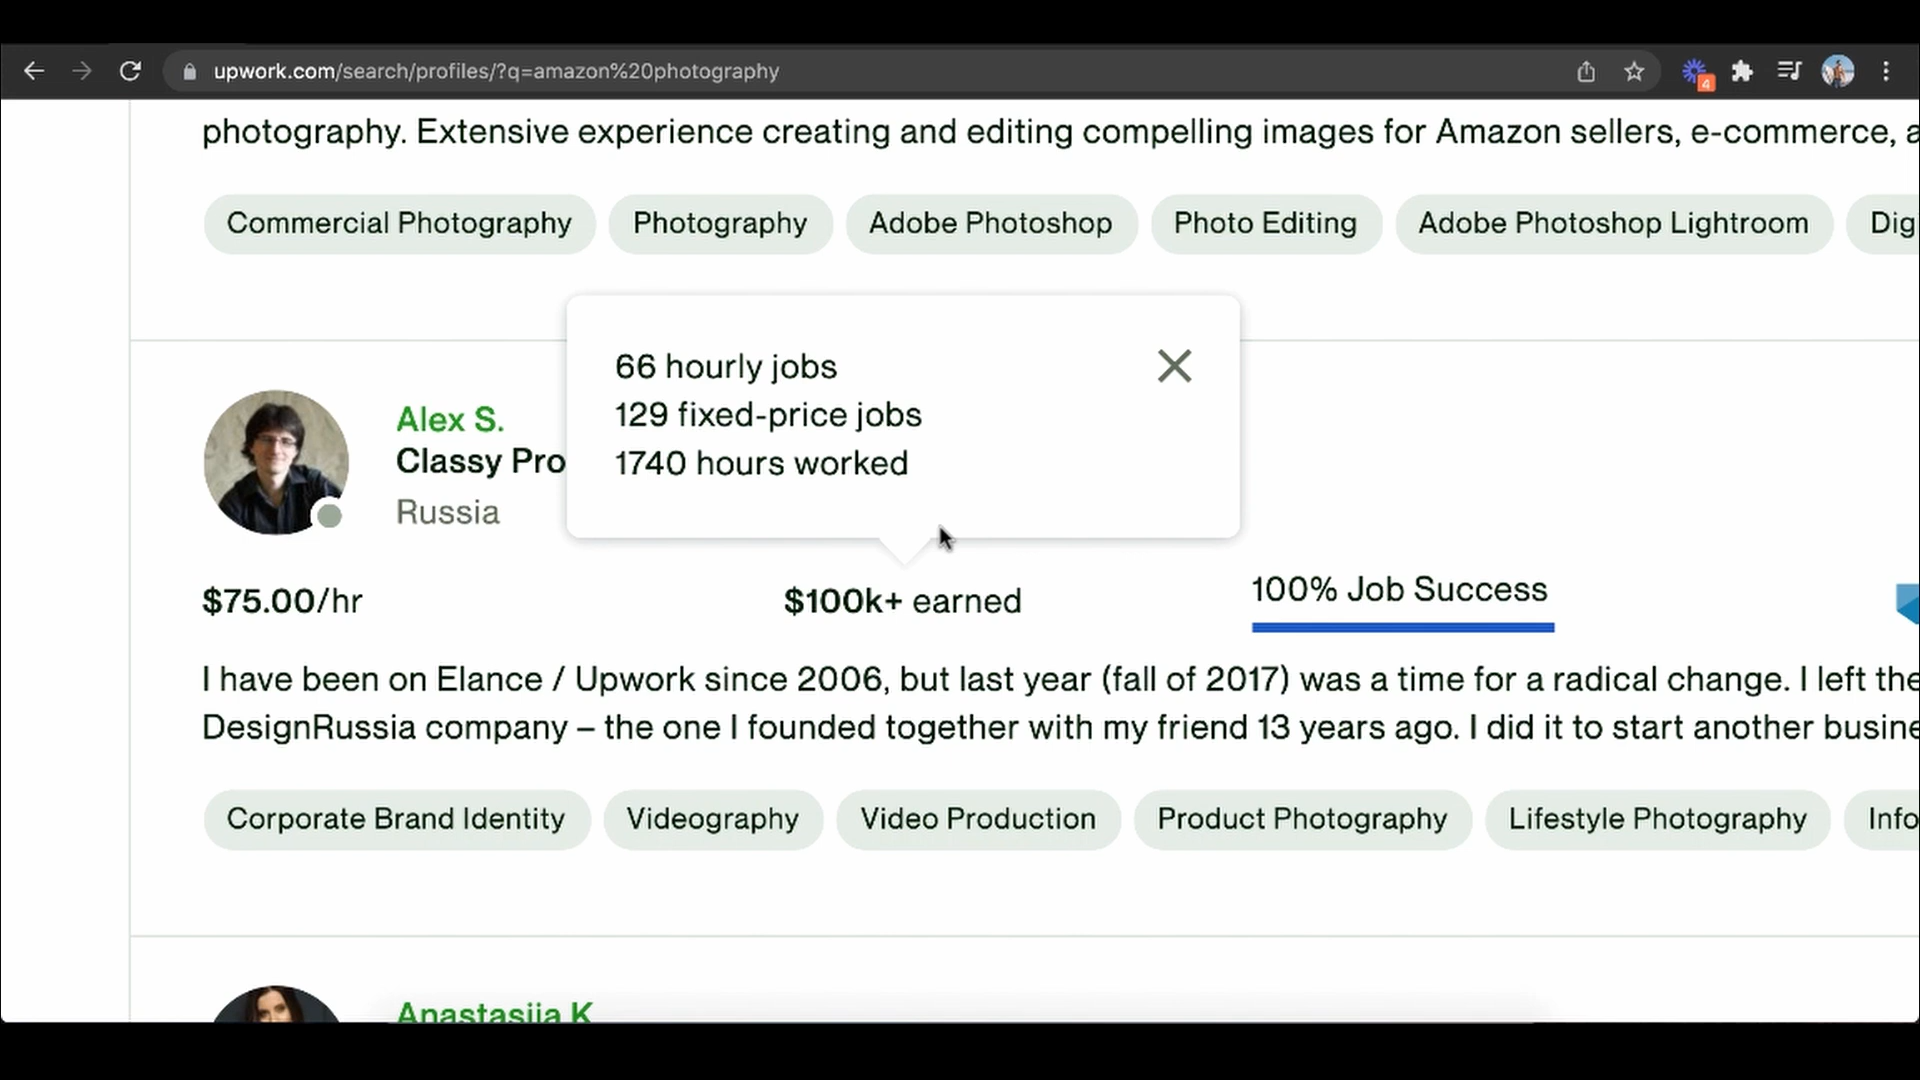 upwork.com/search/profiles/?q=amazon%20photography
4
photography. Extensive experience creating and editing compelling images for Amazon sellers, e-commerce, a
Commercial Photography
Photography
Adobe Photoshop
Photo Editing
Adobe Photoshop Lightroom
Dig
66 hourly jobs
129 fixed-price jobs
1740 hours worked
Alex S.
Classy Pro
Russia
$75.00/hr
$100k+ earned
100% Job Success
I have been on Elance / Upwork since 2006, but last year (fall of 2017) was a time for a radical change. I left the
DesignRussia company – the one I founded together with my friend 13 years ago. I did it to start another busine
Corporate Brand Identity
Videography
Video Production
Product Photography
Lifestyle Photography
Info
Anastasiia K